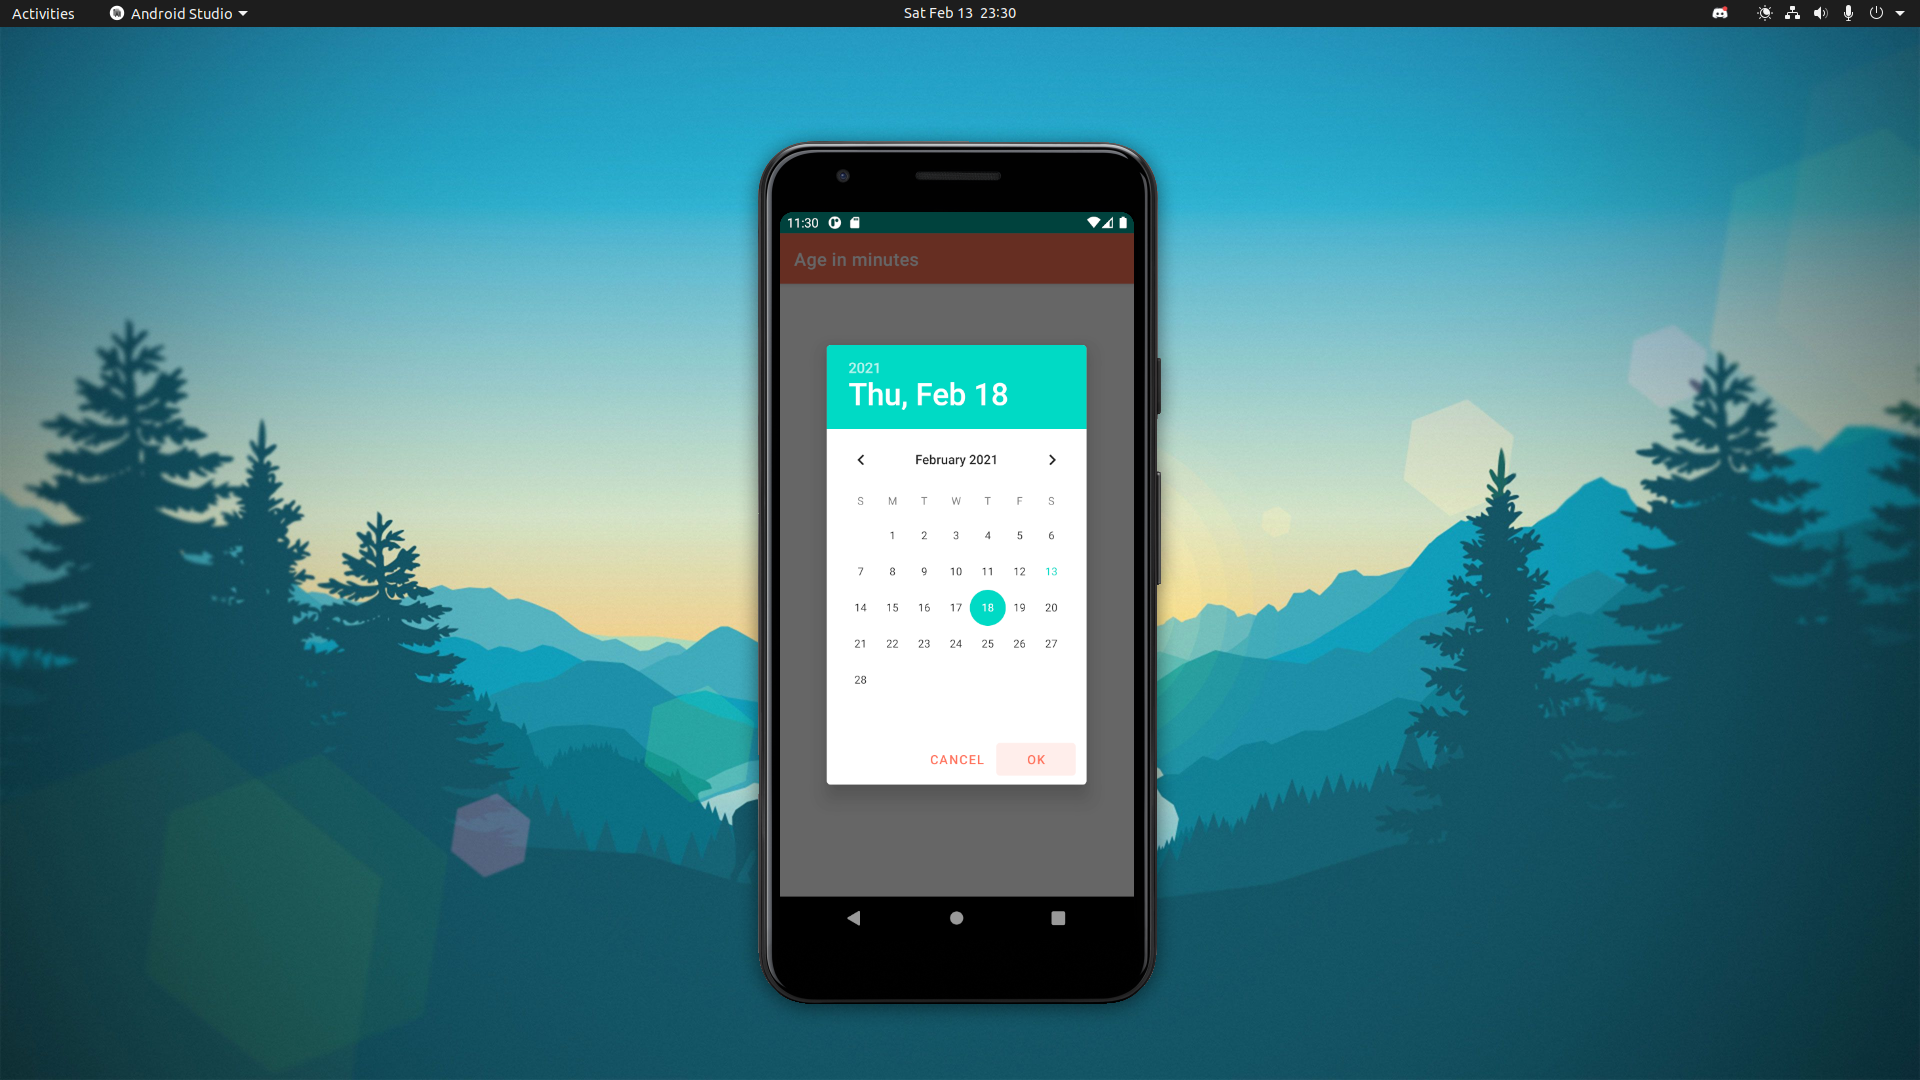 Activities Android Studio Sat Feb 13 23:30
11:30
Age in minutes
2021
Thu, Feb 18
February 2021
S M T W T F S
1 2 3 4 5 6
7 8 9 10 11 12 13
14 15 16 17 18 19 20
21 22 23 24 25 26 27
28
CANCEL OK